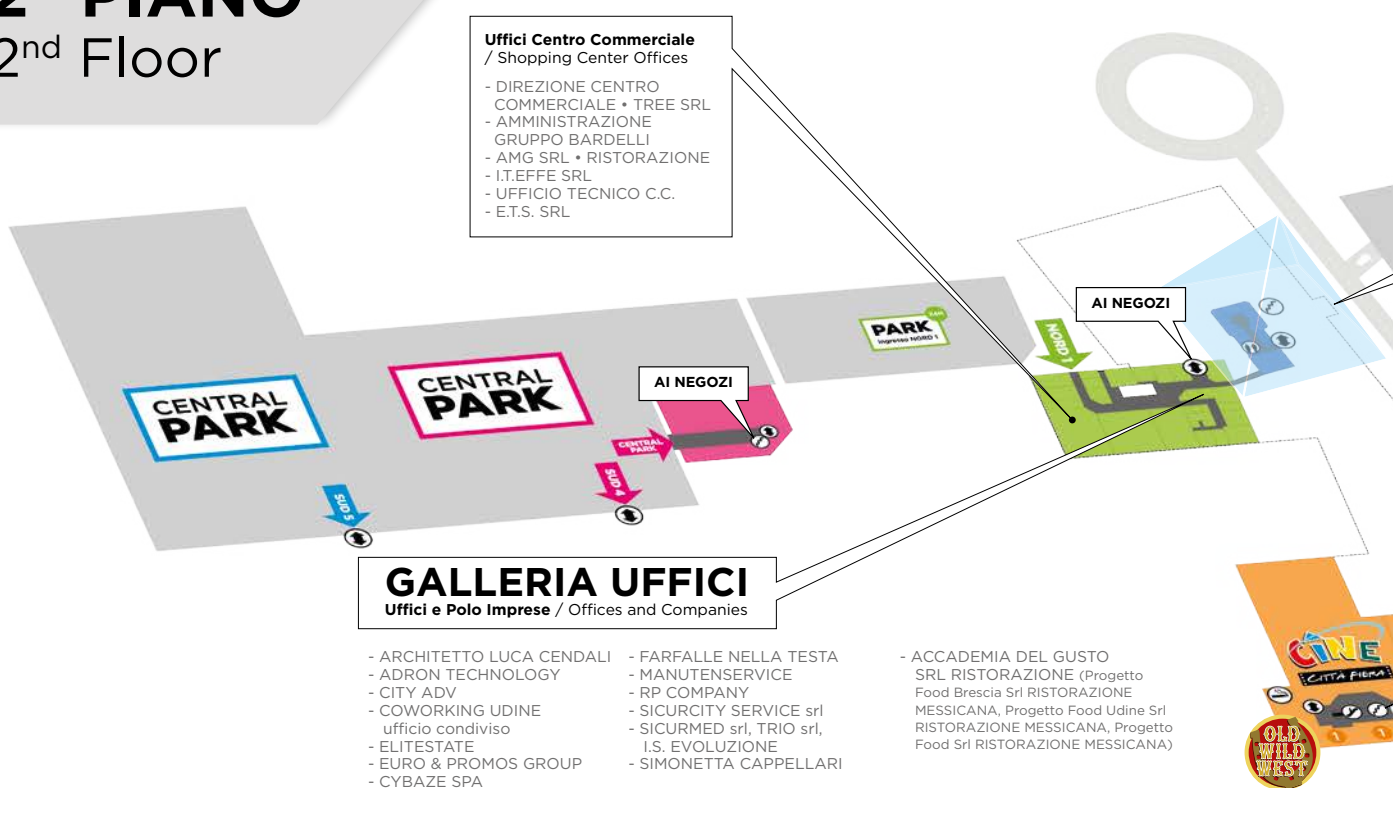 2° PIANO
2nd Floor
Uffici Centro Commerciale
/ Shopping Center Offices
- DIREZIONE CENTRO
COMMERCIALE • TREE SRL
- AMMINISTRAZIONE
GRUPPO BARDELLI
- AMG SRL • RISTORAZIONE
- I.T.EFFE SRL
- UFFICIO TECNICO C.C.
- E.T.S. SRL
AI NEGOZI
PARK
ingresso NORD 1
NORD 1
CENTRAL
PARK
CENTRAL
PARK
AI NEGOZI
CENTRAL
PARK
SUD 5
SUD 4
GALLERIA UFFICI
Uffici e Polo Imprese / Offices and Companies
- ARCHITETTO LUCA CENDALI
- ADRON TECHNOLOGY
- CITY ADV
- COWORKING UDINE
ufficio condiviso
- ELITESTATE
- EURO & PROMOS GROUP
- CYBAZE SPA
- FARFALLE NELLA TESTA
- MANUTENSERVICE
- RP COMPANY
- SICURCITY SERVICE srl
- SICURMED srl, TRIO srl,
I.S. EVOLUZIONE
- SIMONETTA CAPPELLARI
- ACCADEMIA DEL GUSTO
SRL RISTORAZIONE (Progetto
Food Brescia Srl RISTORAZIONE
MESSICANA, Progetto Food Udine Srl
RISTORAZIONE MESSICANA, Progetto
Food Srl RISTORAZIONE MESSICANA)
CINE
CITTÀ FIERA
1
1
OLD
WILD
WEST